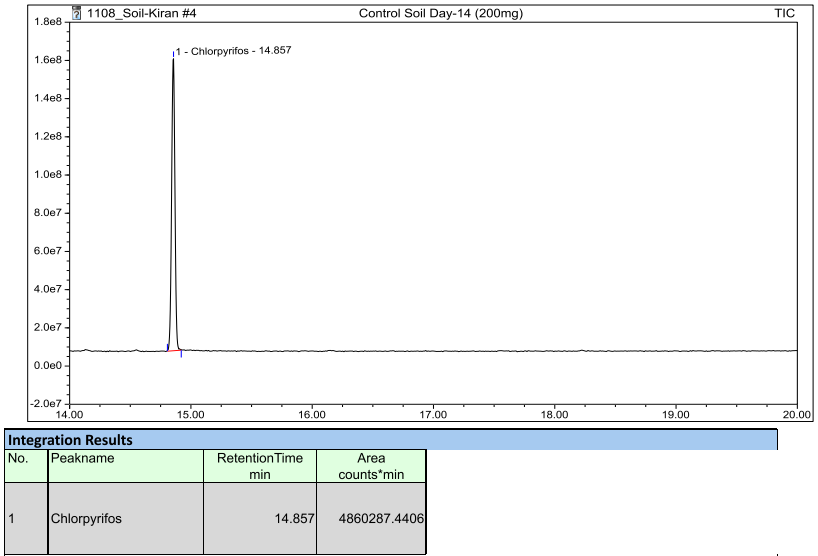 1108_Soil-Kiran #4
Control Soil Day-14 (200mg)
TIC
1.8e8
1 - Chlorpyrifos - 14.857
1.6e8
1.4e8
1.2e8
1.0e8
8.0e7
6.0e7
4.0e7
2.0e7
0.0e0
-2.0e7
14.00 15.00 16.00 17.00 18.00 19.00 20.00
Integration Results
No. Peakname RetentionTime Area
min counts*min
1 Chlorpyrifos 14.857 4860287.4406